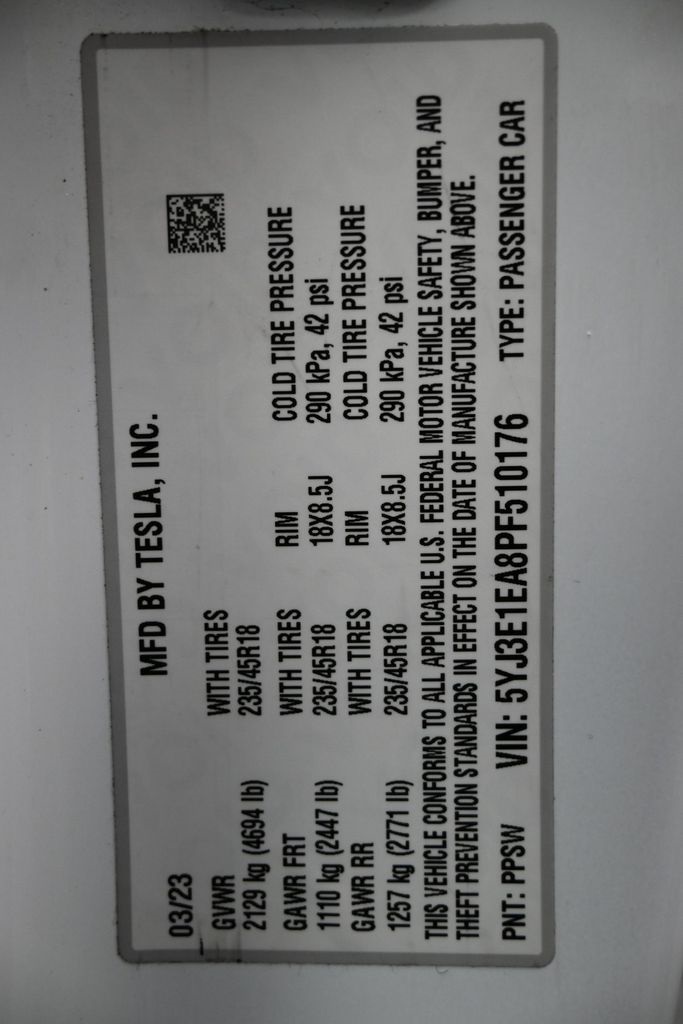 MFD BY TESLA, INC.
03/23
GVWR WITH TIRES
2129 kg (4694 lb) 235/45R18
GAWR FRT WITH TIRES RIM COLD TIRE PRESSURE
1110 kg (2447 lb) 235/45R18 18X8.5J 290 kPa, 42 psi
GAWR RR WITH TIRES RIM COLD TIRE PRESSURE
1257 kg (2771 lb) 235/45R18 18X8.5J 290 kPa, 42 psi
THIS VEHICLE CONFORMS TO ALL APPLICABLE U.S. FEDERAL MOTOR VEHICLE SAFETY, BUMPER, AND
THEFT PREVENTION STANDARDS IN EFFECT ON THE DATE OF MANUFACTURE SHOWN ABOVE.
PNT: PPSW VIN: 5YJ3E1EA8PF510176 TYPE: PASSENGER CAR